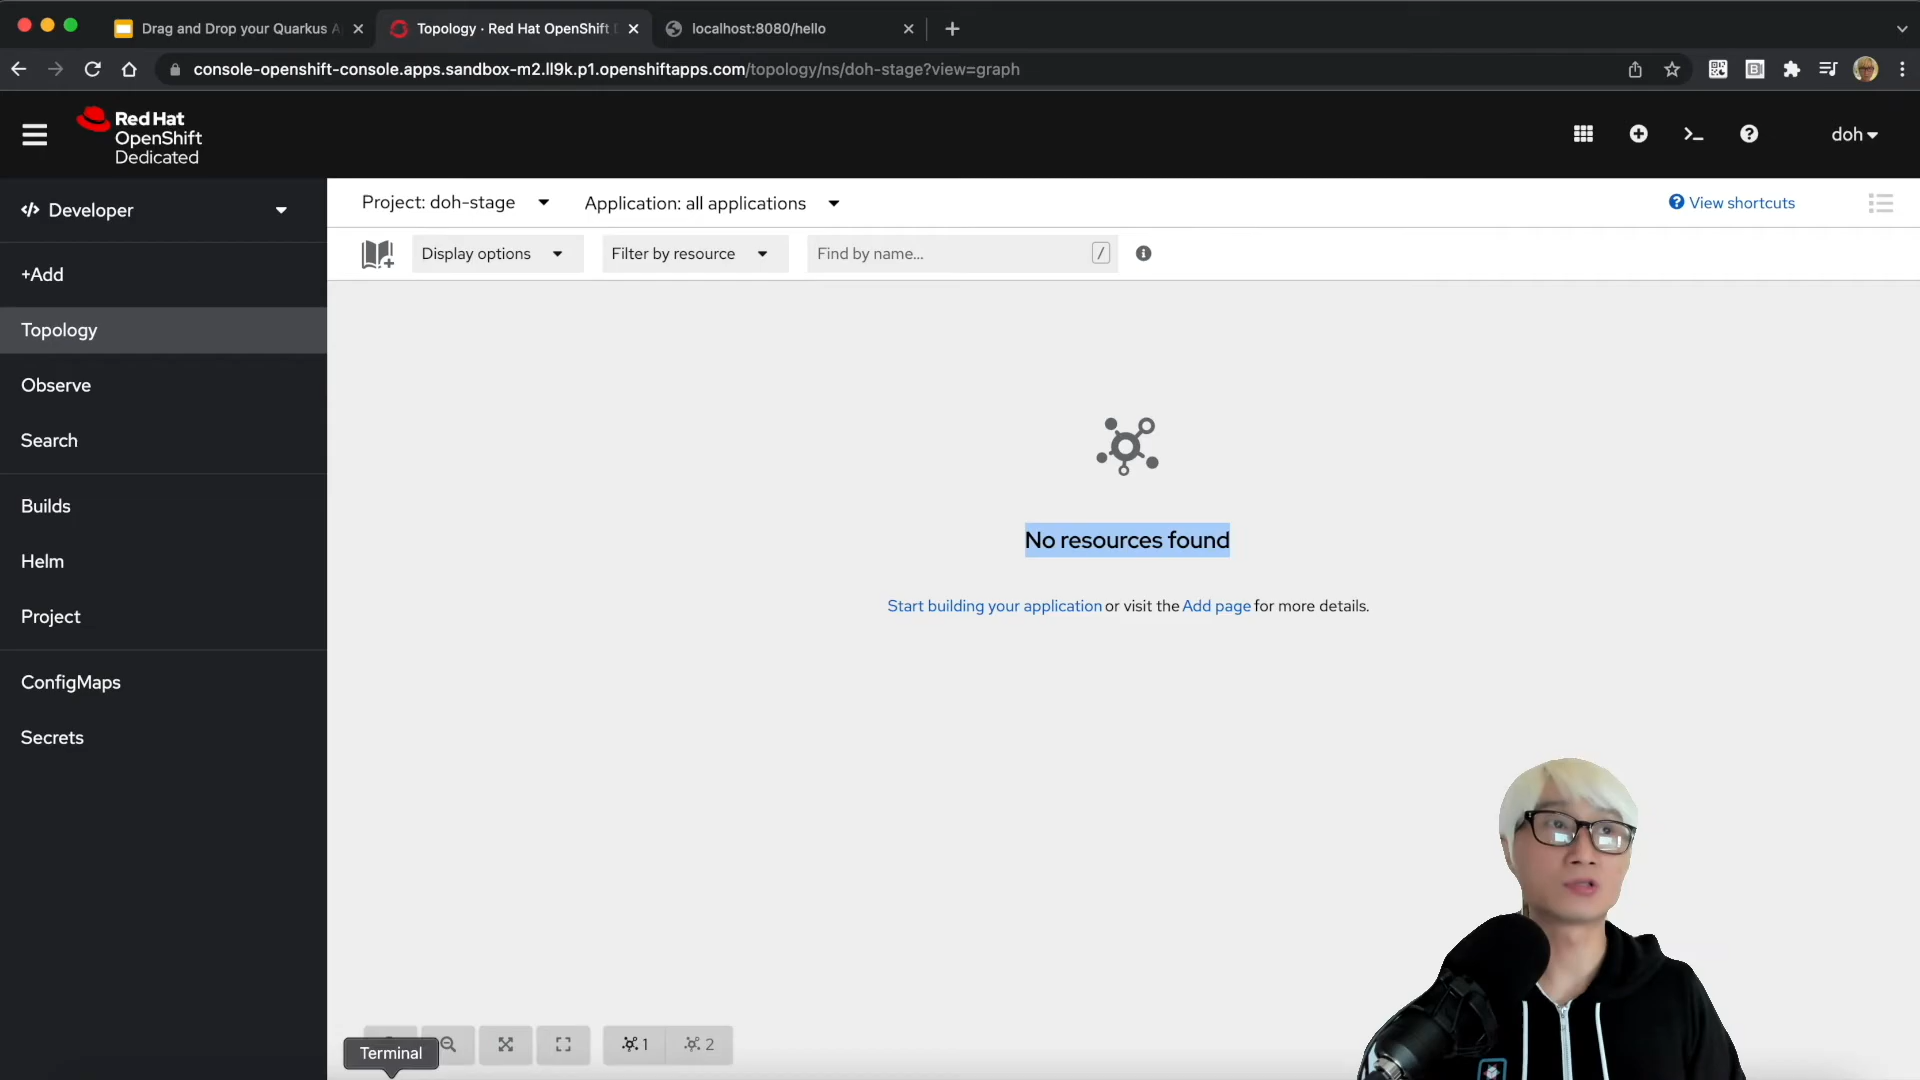 Drag and Drop your Quarkus A
Topology · Red Hat OpenShift
localhost:8080/hello
console-openshift-console.apps.sandbox-m2.ll9k.p1.openshiftapps.com/topology/ns/doh-stage?view=graph
Red Hat
OpenShift
Dedicated
doh
Developer
Project: doh-stage
Application: all applications
View shortcuts
Display options
Filter by resource
Find by name...
/
+Add
Topology
Observe
Search
Builds
Helm
Project
ConfigMaps
Secrets
No resources found
Start building your application or visit the Add page for more details.
1
2
Terminal